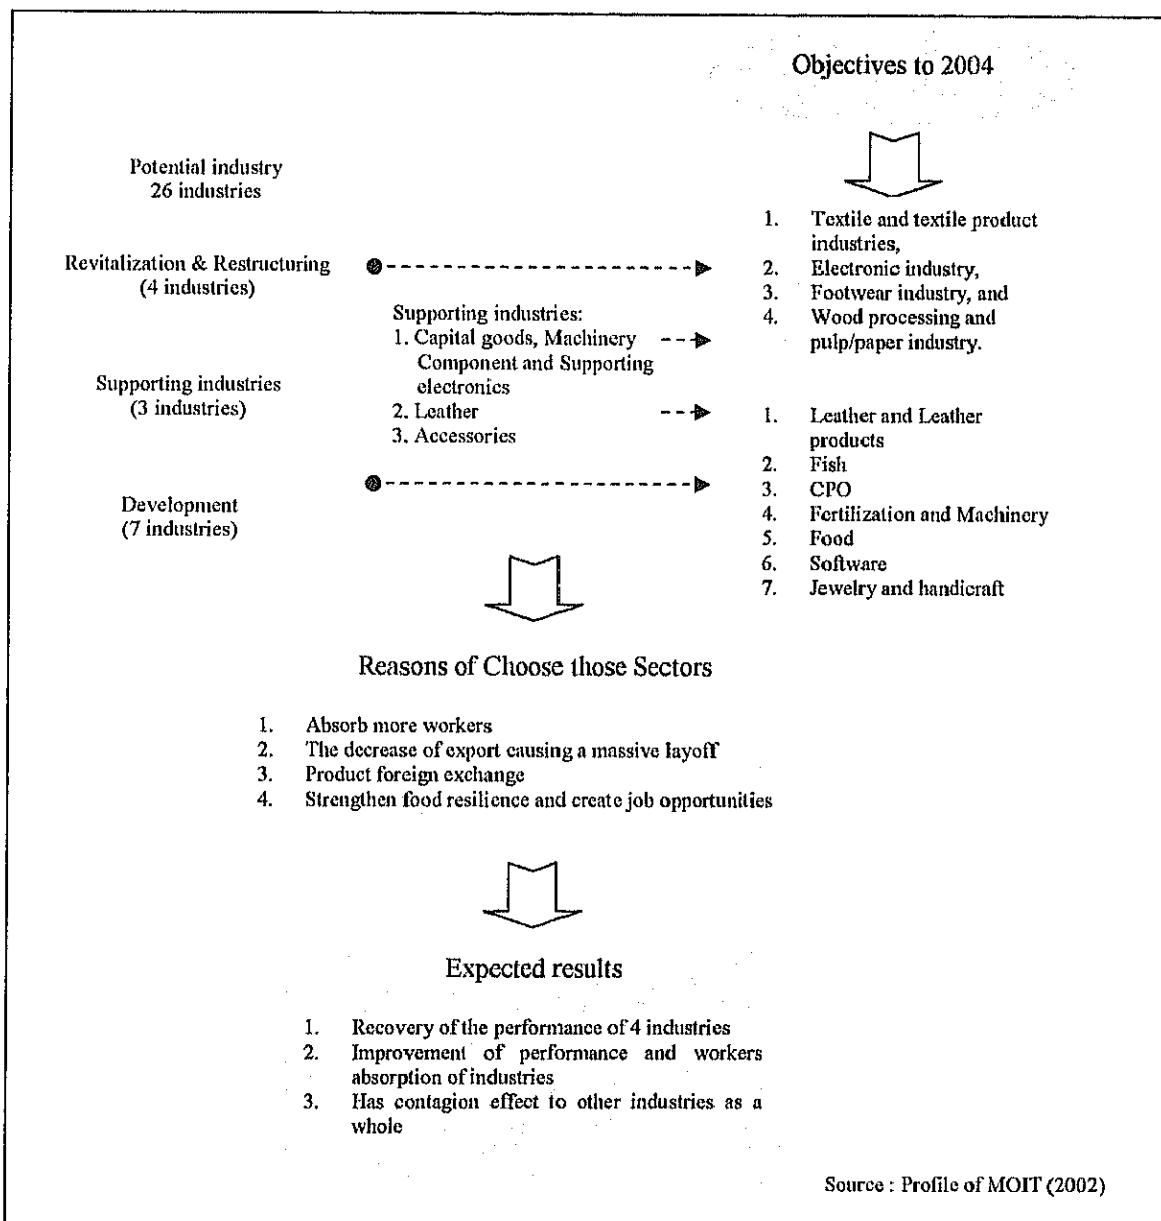 Objectives to 2004
Potential industry
26 industries
Revitalization & Restructuring
(4 industries)
Supporting industries
(3 industries)
Development
(7 industries)
Supporting industries:
1. Capital goods, Machinery
Component and Supporting
electronics
2. Leather
3. Accessories
1. Textile and textile product
industries,
2. Electronic industry,
3. Footwear industry, and
4. Wood processing and
pulp/paper industry.
1. Leather and Leather
products
2. Fish
3. CPO
4. Fertilization and Machinery
5. Food
6. Software
7. Jewelry and handicraft
Reasons of Choose those Sectors
1. Absorb more workers
2. The decrease of export causing a massive layoff
3. Product foreign exchange
4. Strengthen food resilience and create job opportunities
Expected results
1. Recovery of the performance of 4 industries
2. Improvement of performance and workers
absorption of industries
3. Has contagion effect to other industries as a
whole
Source : Profile of MOIT (2002)